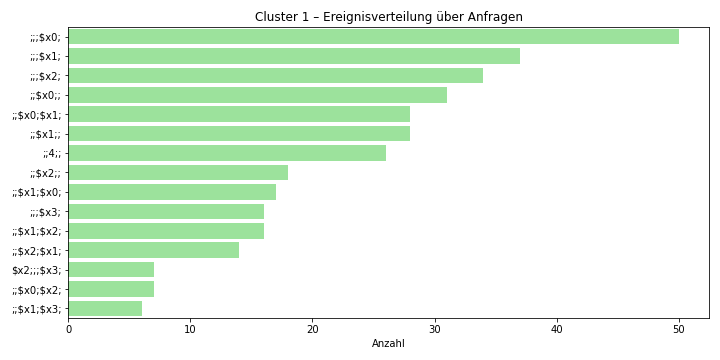 Cluster 1 – Ereignisverteilung über Anfragen
;;;$x0;
;;;$x1;
;;;$x2;
;;$x0;;
;;$x0;$x1;
;;$x1;;
;;4;;
;;$x2;;
;;$x1;$x0;
;;;$x3;
;;$x1;$x2;
;;$x2;$x1;
$x2;;;$x3;
;;$x0;$x2;
;;$x1;$x3;
0 10 20 30 40 50
Anzahl